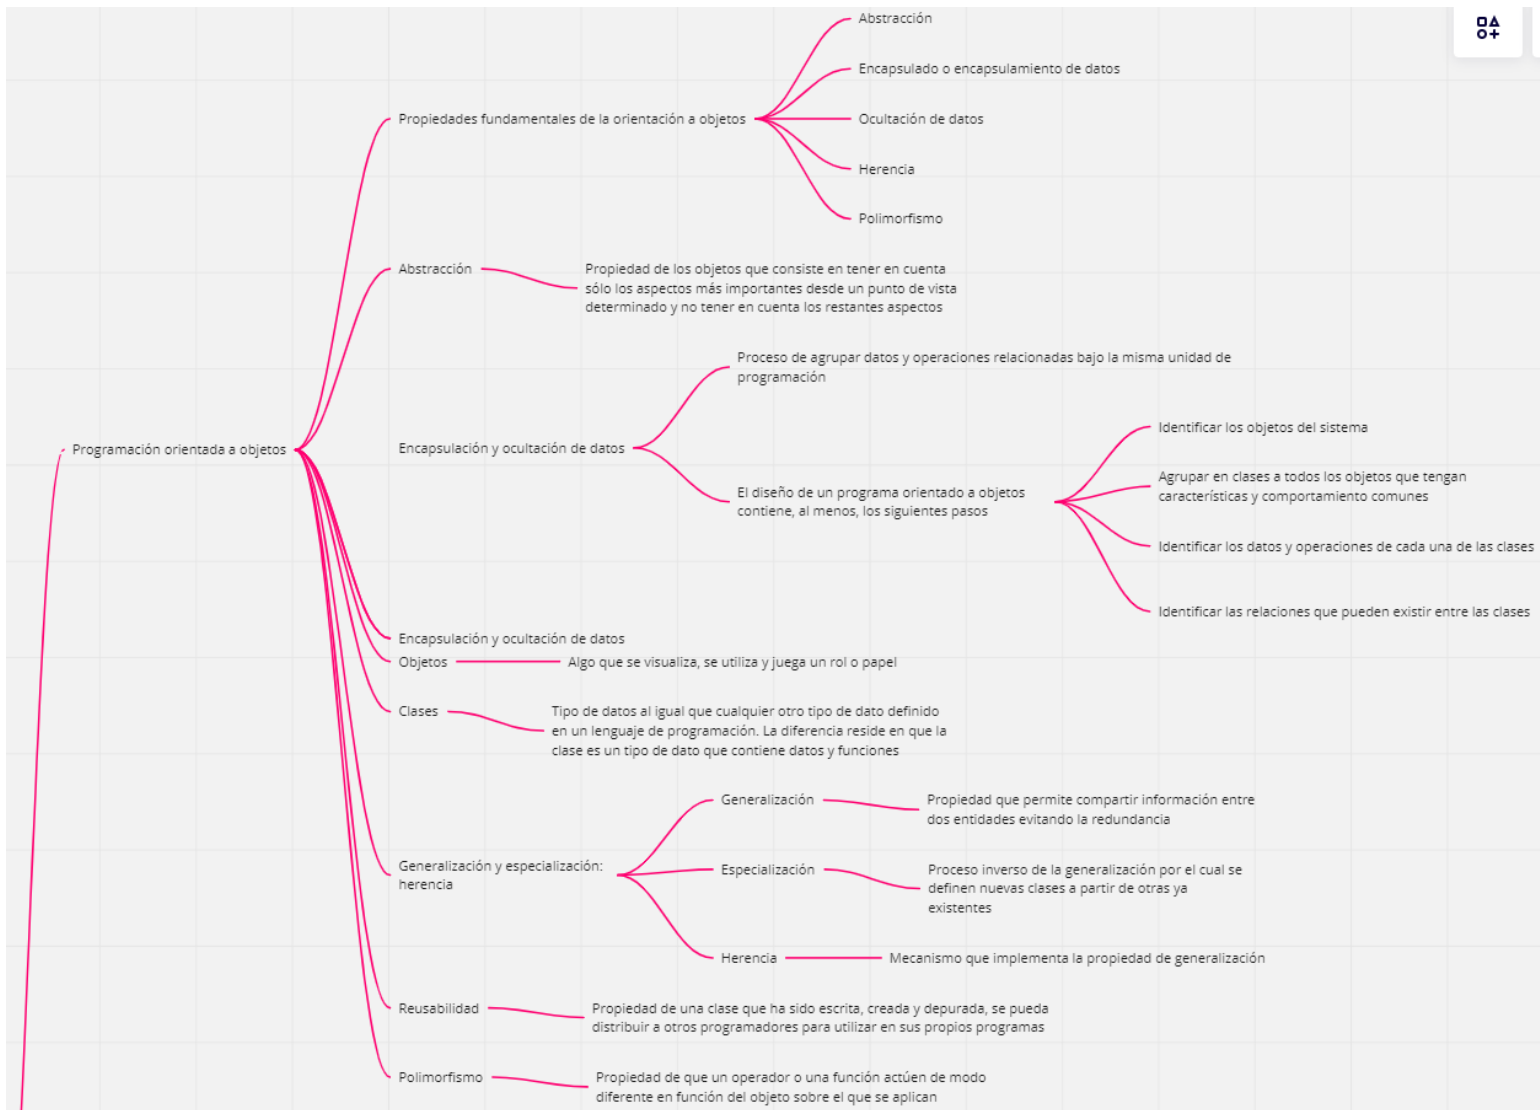 Programación orientada a objetos
Propiedades fundamentales de la orientación a objetos
Abstracción
Encapsulado o encapsulamiento de datos
Ocultación de datos
Herencia
Polimorfismo
Abstracción
Propiedad de los objetos que consiste en tener en cuenta
sólo los aspectos más importantes desde un punto de vista
determinado y no tener en cuenta los restantes aspectos
Encapsulación y ocultación de datos
Proceso de agrupar datos y operaciones relacionadas bajo la misma unidad de
programación
El diseño de un programa orientado a objetos
contiene, al menos, los siguientes pasos
Identificar los objetos del sistema
Agrupar en clases a todos los objetos que tengan
características y comportamiento comunes
Identificar los datos y operaciones de cada una de las clases
Identificar las relaciones que pueden existir entre las clases
Encapsulación y ocultación de datos
Objetos
Algo que se visualiza, se utiliza y juega un rol o papel
Clases
Tipo de datos al igual que cualquier otro tipo de dato definido
en un lenguaje de programación. La diferencia reside en que la
clase es un tipo de dato que contiene datos y funciones
Generalización y especialización:
herencia
Generalización
Propiedad que permite compartir información entre
dos entidades evitando la redundancia
Especialización
Proceso inverso de la generalización por el cual se
definen nuevas clases a partir de otras ya
existentes
Herencia
Mecanismo que implementa la propiedad de generalización
Reusabilidad
Propiedad de una clase que ha sido escrita, creada y depurada, se pueda
distribuir a otros programadores para utilizar en sus propios programas
Polimorfismo
Propiedad de que un operador o una función actúen de modo
diferente en función del objeto sobre el que se aplican